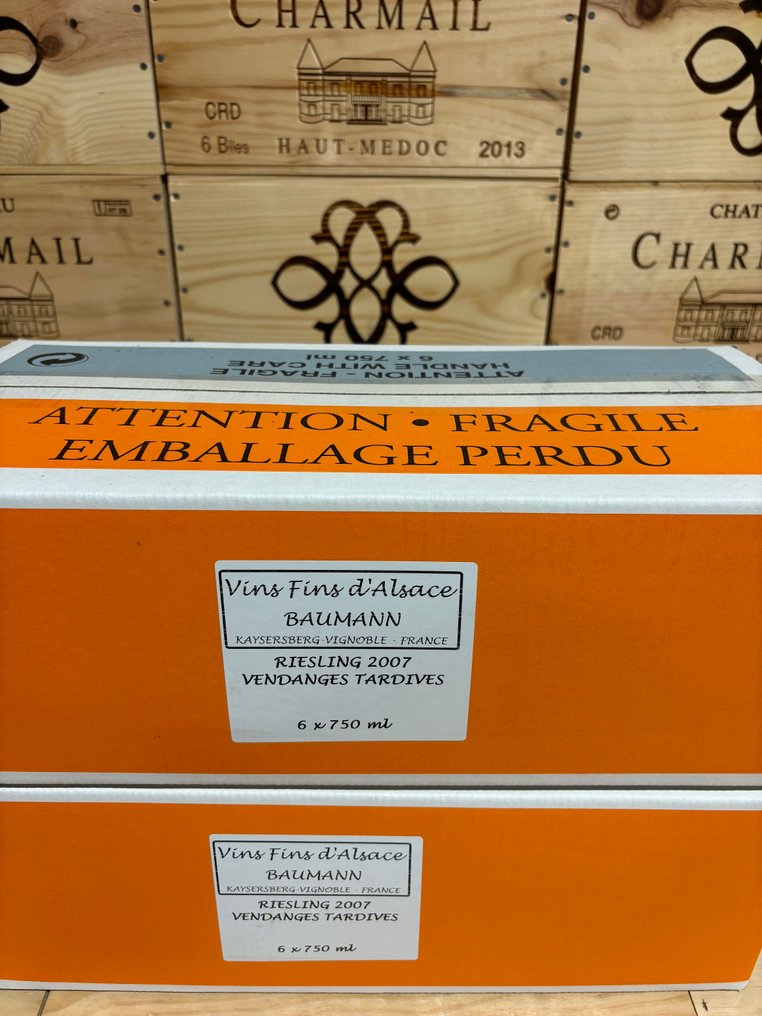 CHARMAIL
CRD
6 Blles HAUT-MEDOC 2013
MAIL
CHAT
CHAR
CRD
6 x 750 ml
HANDLE WITH CARE
ATTENTION - FRAGILE
ATTENTION • FRAGILE
EMBALLAGE PERDU
Vins Fins d'Alsace
BAUMANN
KAYSERSBERG-VIGNOBLE - FRANCE
RIESLING 2007
VENDANGES TARDIVES
6 x 750 ml
Vins Fins d'Alsace
BAUMANN
KAYSERSBERG-VIGNOBLE - FRANCE
RIESLING 2007
VENDANGES TARDIVES
6 x 750 ml